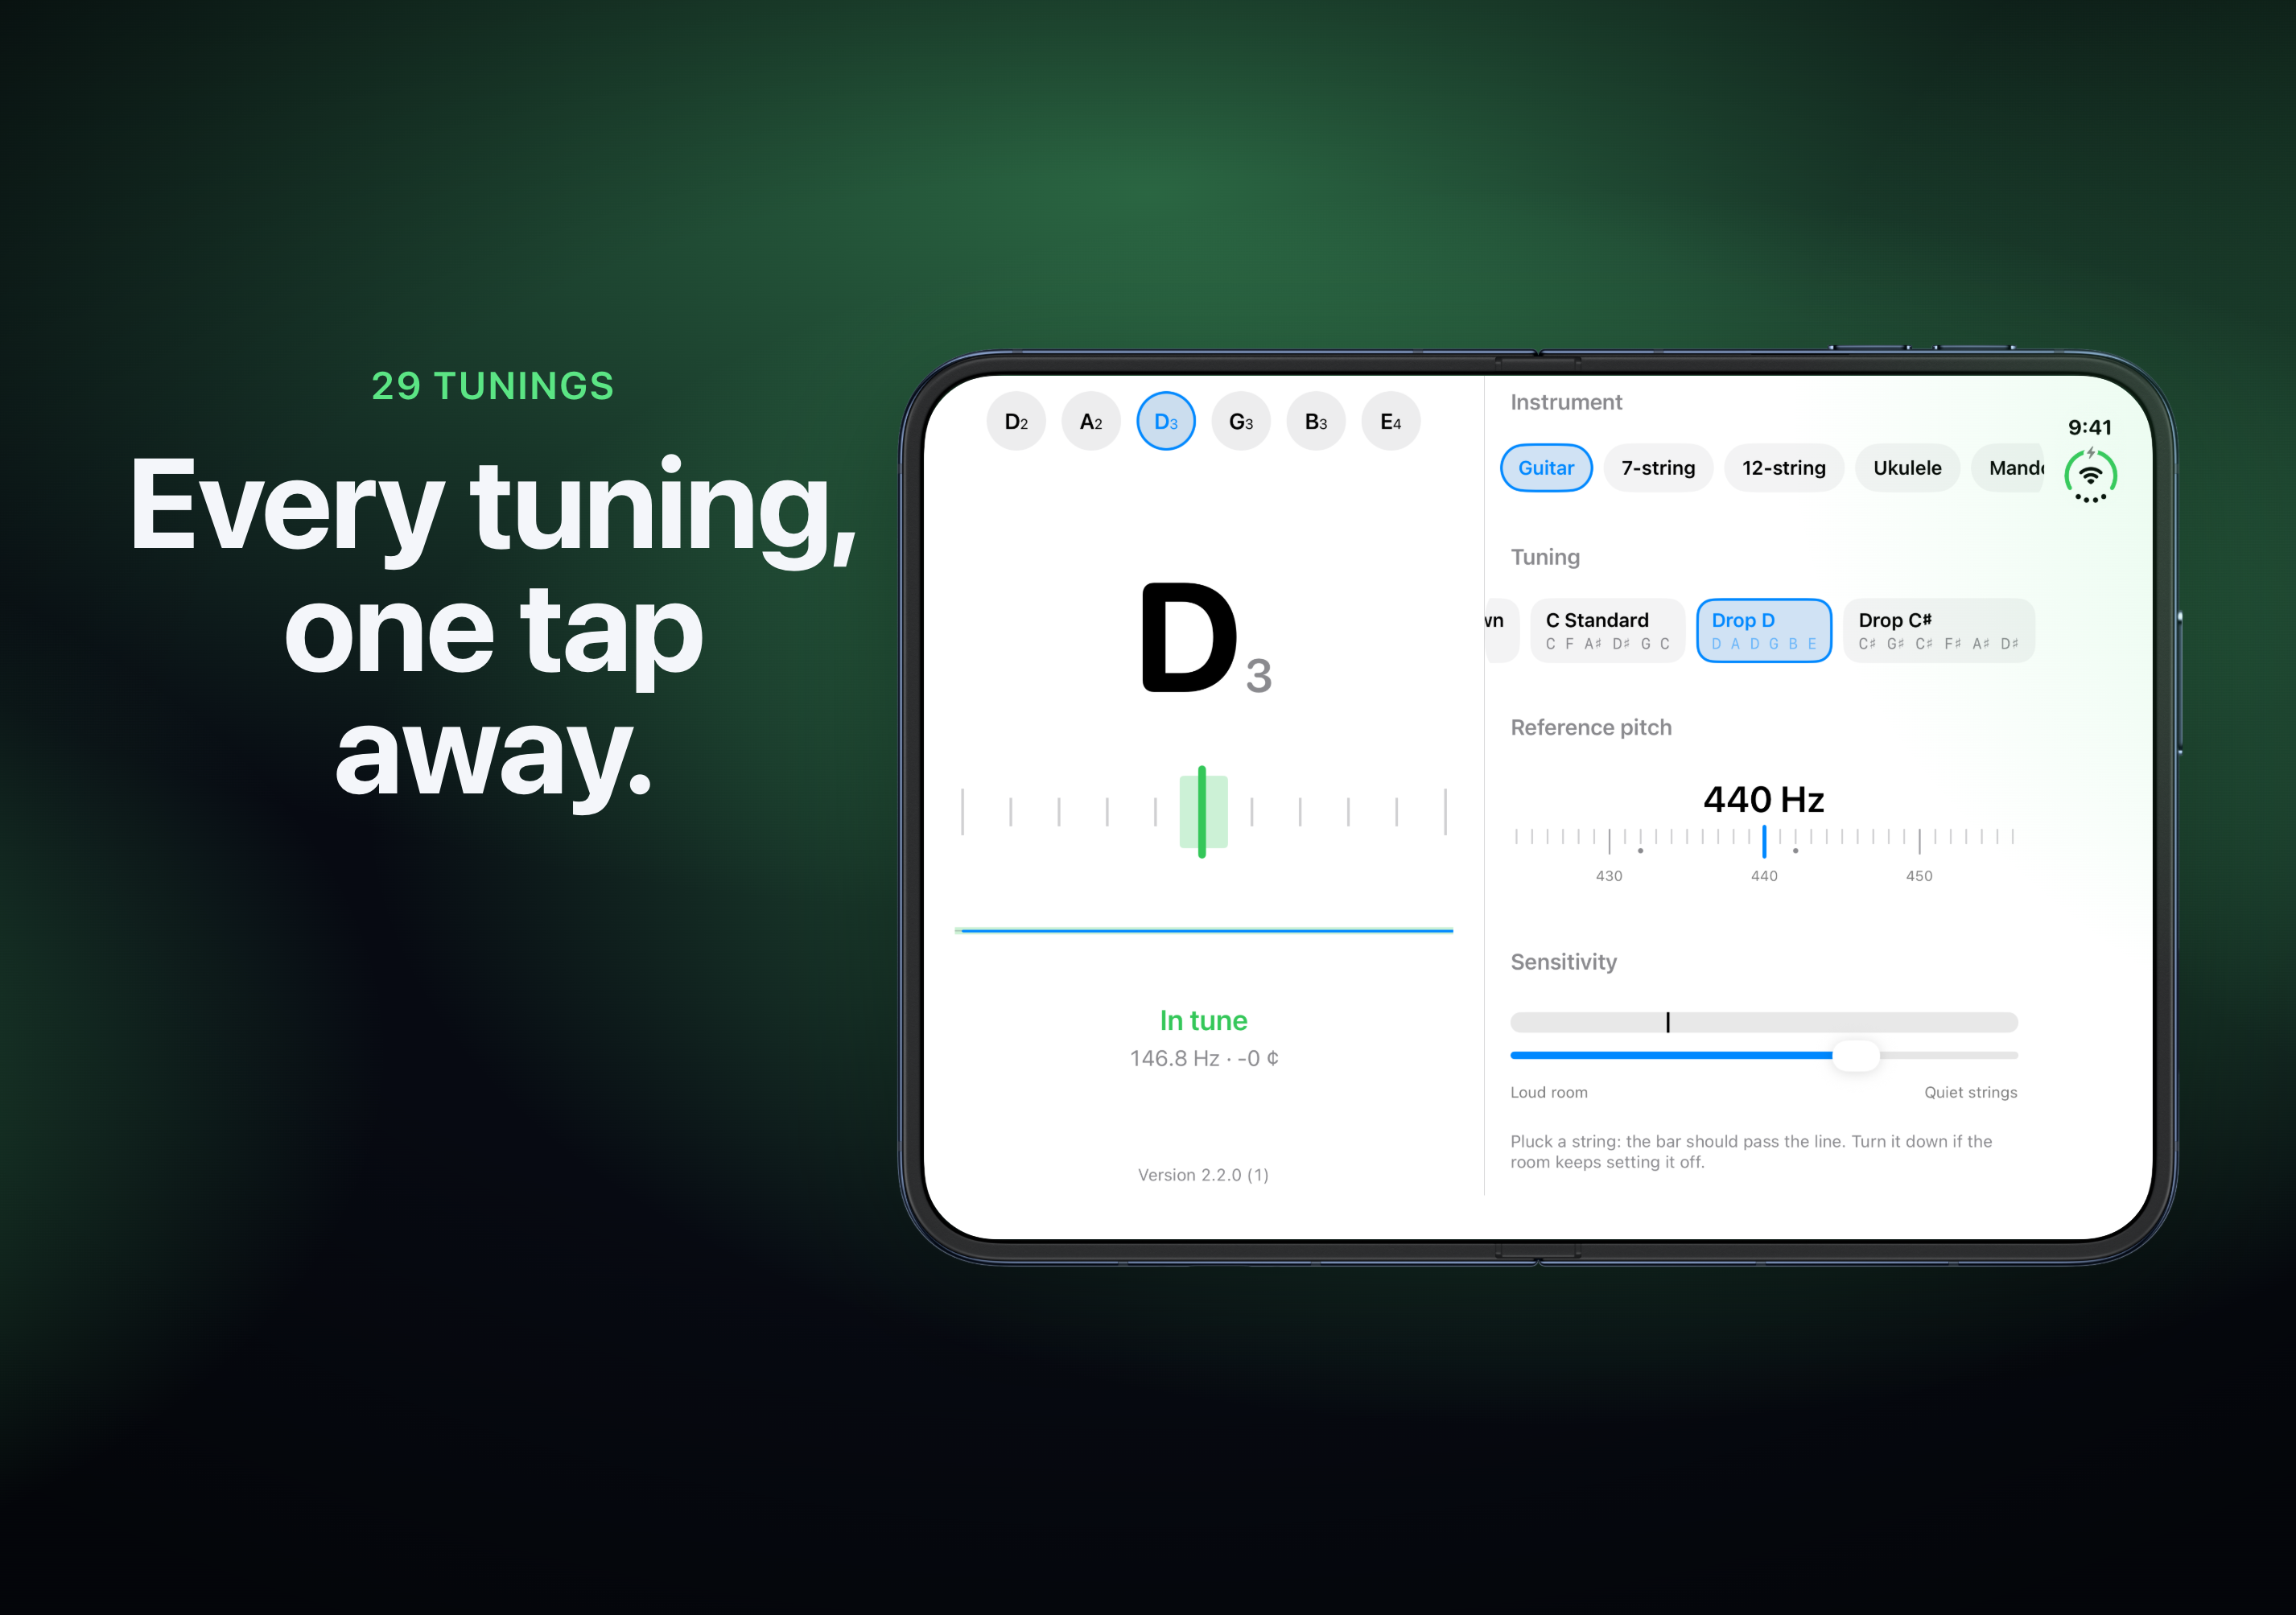 29 TUNINGS
Every tuning,
one tap
away.
D2 A2 D3 G3 B3 E4
D3
In tune
146.8 Hz · -0 ¢
Version 2.2.0 (1)
Instrument
Guitar 7-string 12-string Ukulele Mando
9:41
Tuning
wn C Standard Drop D Drop C♯
C F A♯ D♯ G C D A D G B E C♯ G♯ C♯ F♯ A♯ D♯
Reference pitch
440 Hz
430 440 450
Sensitivity
Loud room Quiet strings
Pluck a string: the bar should pass the line. Turn it down if the
room keeps setting it off.